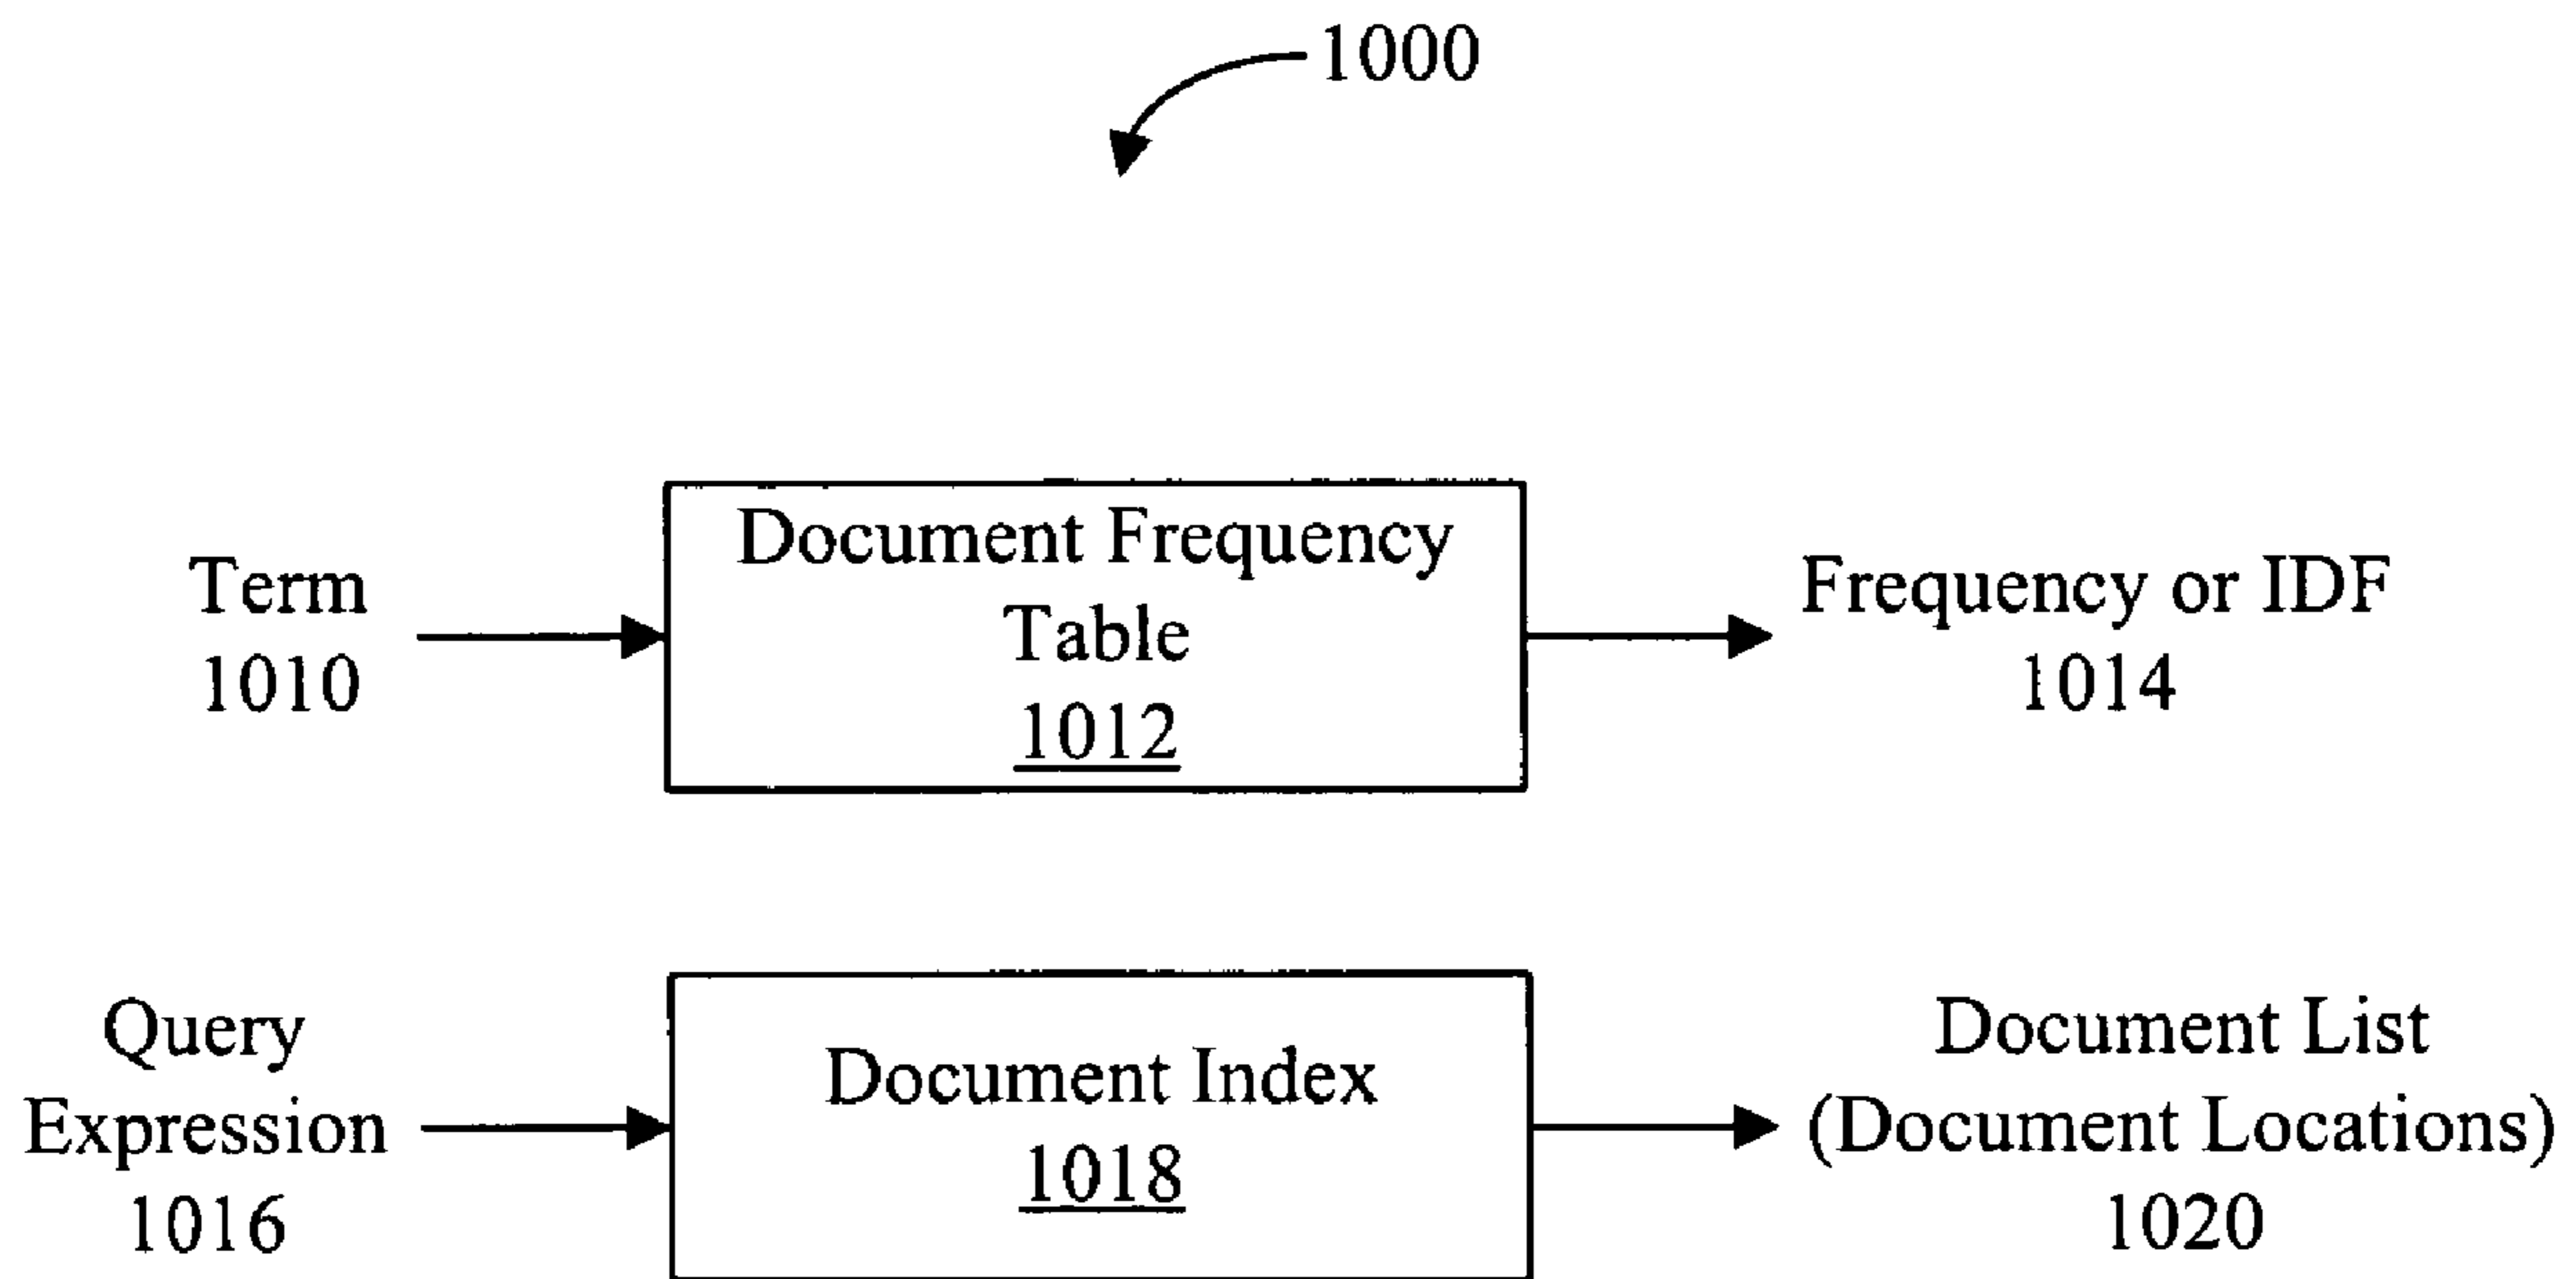 1000
Term
1010
Document Frequency
Table
1012
Frequency or IDF
1014
Query
Expression
1016
Document Index
1018
Document List
(Document Locations)
1020